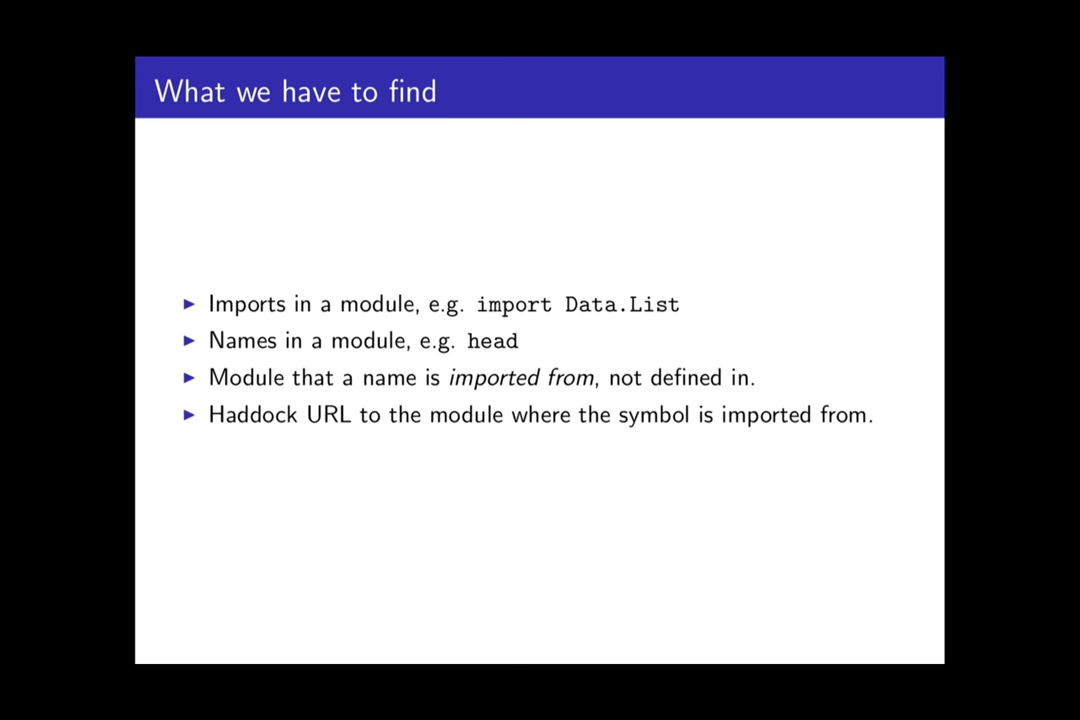 What we have to find
▶ Imports in a module, e.g. import Data.List
▶ Names in a module, e.g. head
▶ Module that a name is imported from, not defined in.
▶ Haddock URL to the module where the symbol is imported from.